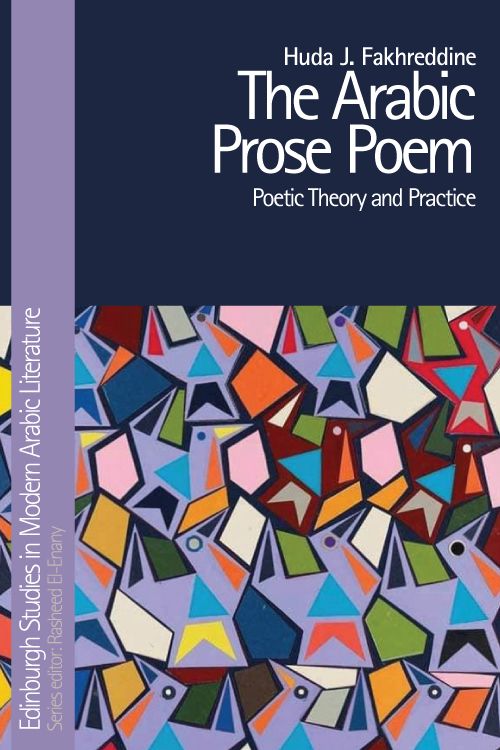 Huda J. Fakhreddine
The Arabic
Prose Poem
Poetic Theory and Practice
Edinburgh Studies in Modern Arabic Literature
Series editor: Rasheed El-Enany